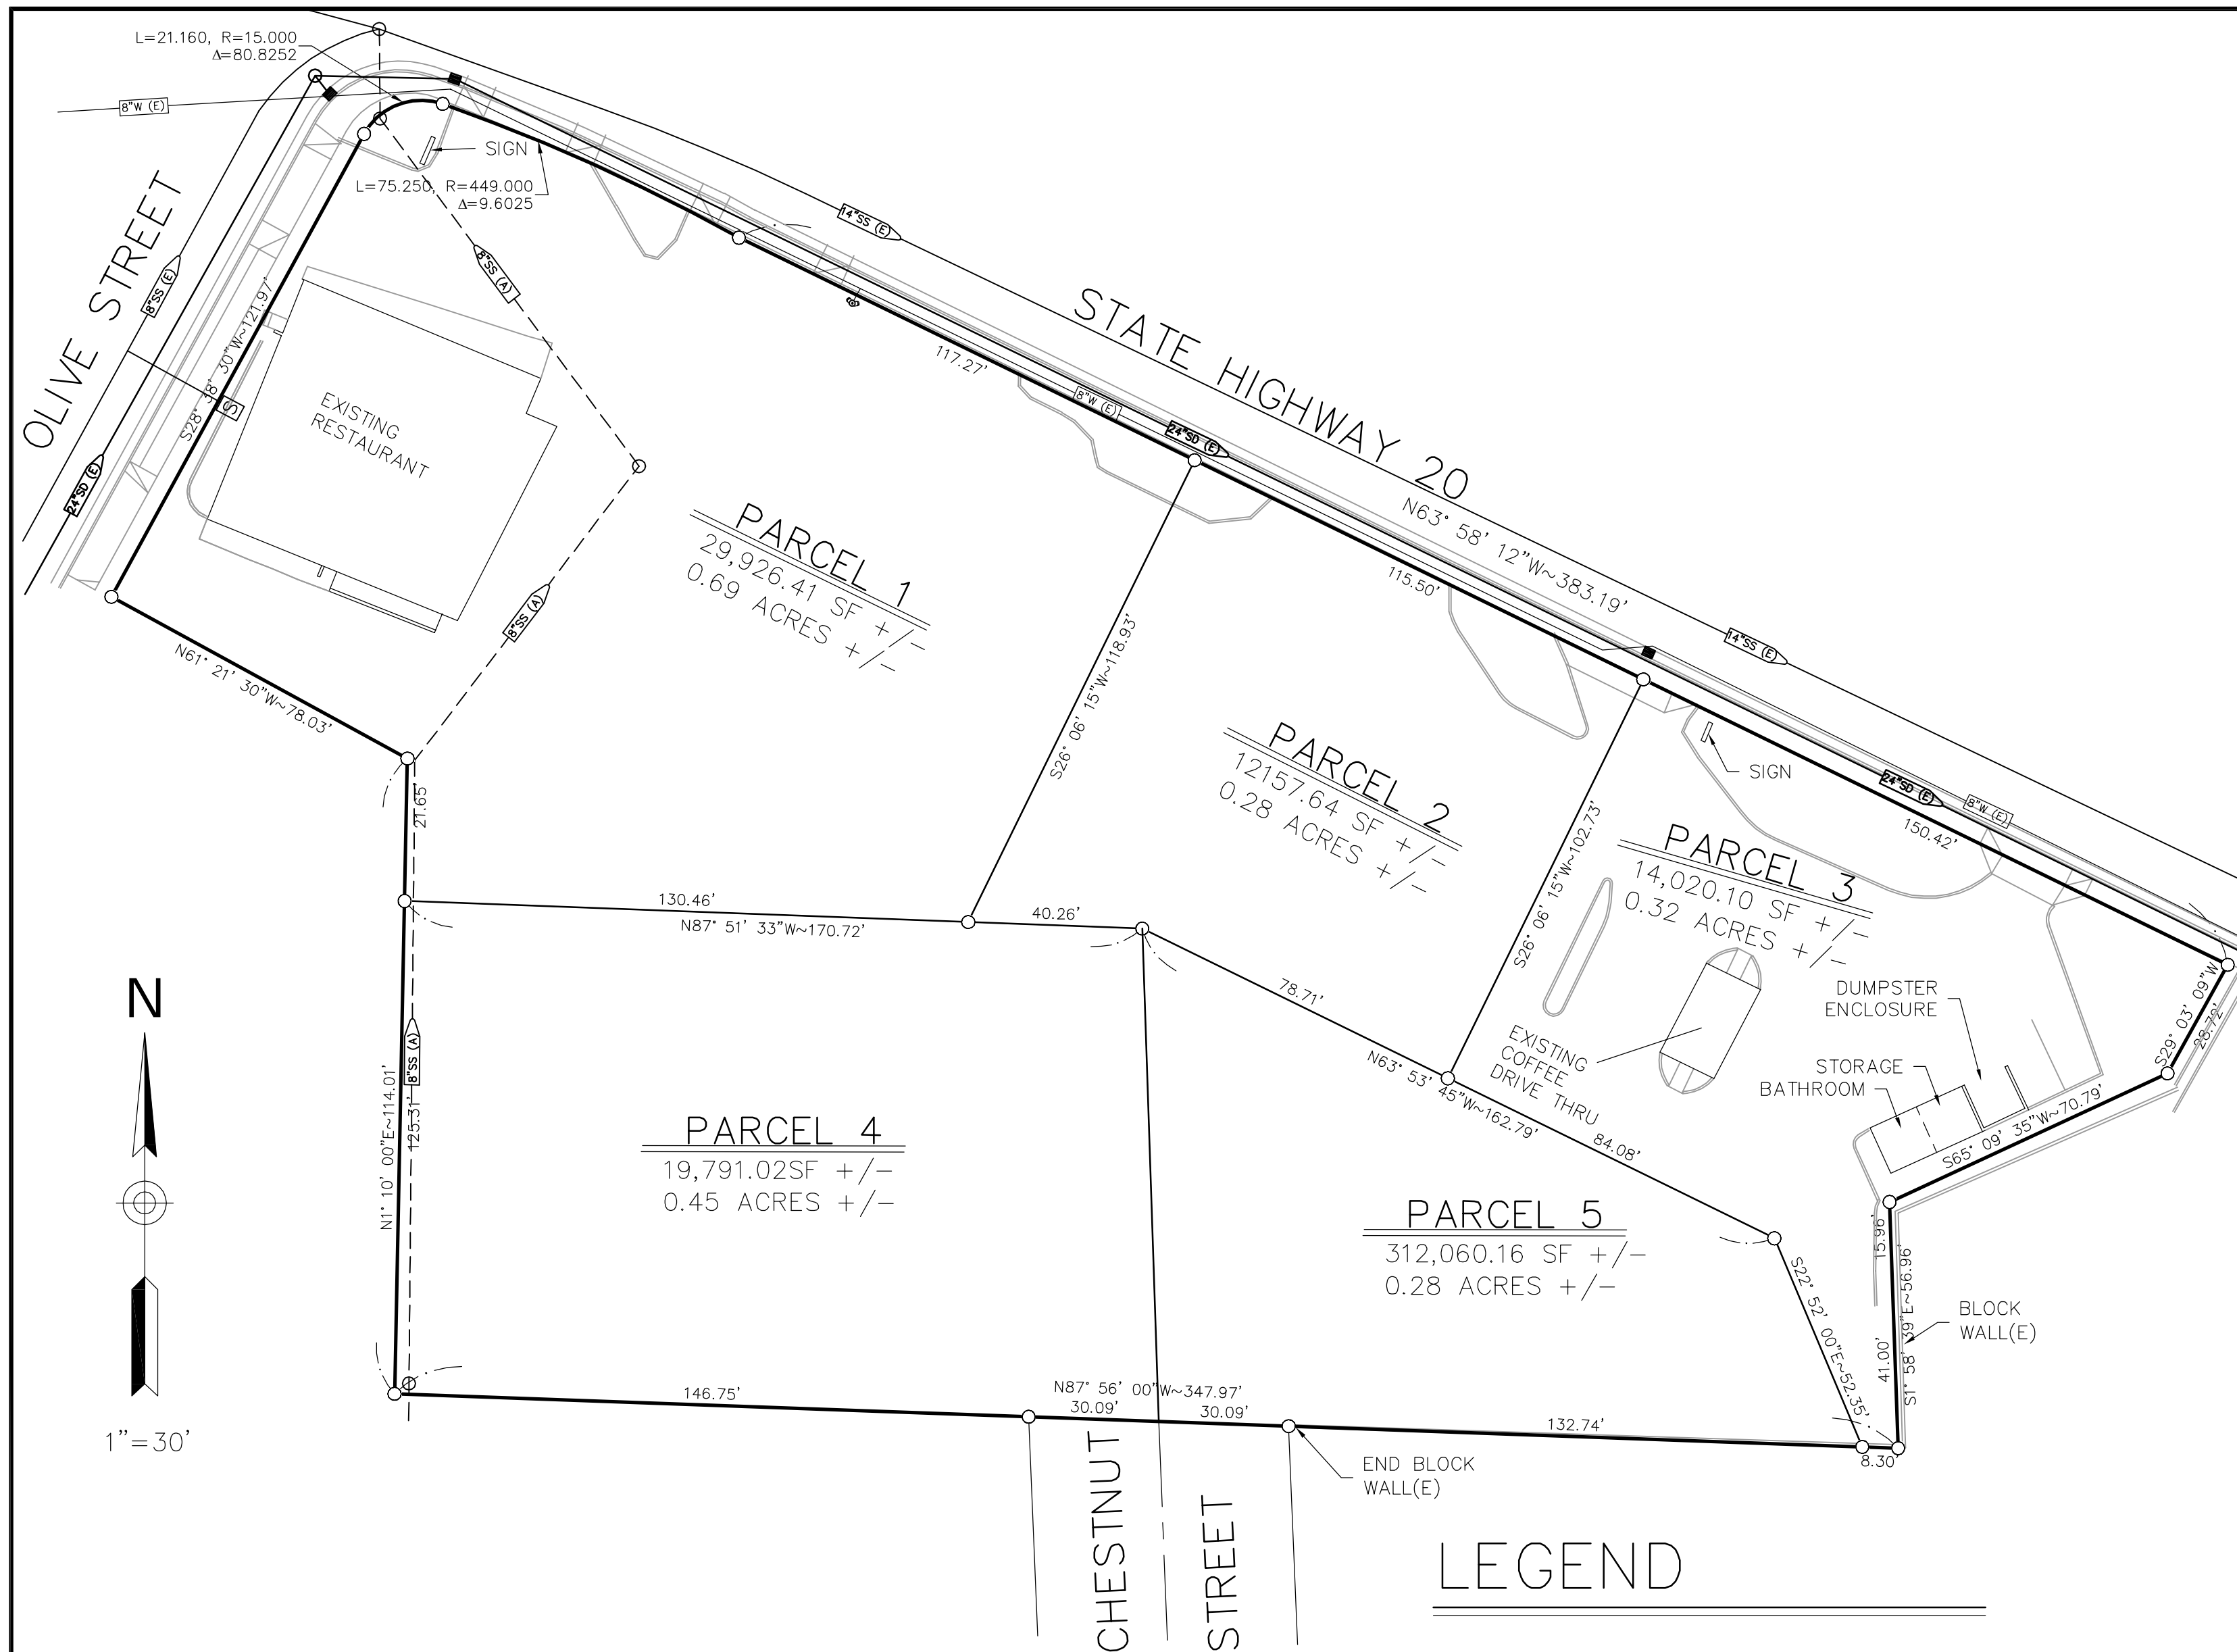 L=21.160, R=15.000
Δ=80.8252
8"W (E)
SIGN
L=75.250, R=449.000
Δ=9.6025
OLIVE STREET
8"SS (E)
24"SD (E)
S28° 38' 30"W~121.97'
S
EXISTING
RESTAURANT
8"SS (A)
8"SS (A)
14"SS (E)
STATE HIGHWAY 20
N63° 58' 12"W~383.19'
117.27'
8"W (E)
24"SD (E)
115.50'
14"SS (E)
PARCEL 1
29,926.41 SF +/-
0.69 ACRES +/-
N61° 21' 30"W~78.03'
S26° 06' 15"W~118.93'
PARCEL 2
12157.64 SF +/-
0.28 ACRES +/-
SIGN
24"SD (E)
8"W (E)
150.42'
S26° 06' 15"W~102.73'
PARCEL 3
14,020.10 SF +/-
0.32 ACRES +/-
21.65'
130.46'
N87° 51' 33"W~170.72'
40.26'
78.71'
N63° 53' 45"W~162.79'
84.08'
EXISTING
COFFEE
DRIVE THRU
DUMPSTER
ENCLOSURE
STORAGE
BATHROOM
S29° 03' 09"W
28.72'
S65° 09' 35"W~70.79'
N
1"=30'
N1° 10' 00"E~114.01'
8"SS (A)
125.31'
PARCEL 4
19,791.02SF +/-
0.45 ACRES +/-
PARCEL 5
312,060.16 SF +/-
0.28 ACRES +/-
15.96'
41.00'
S1° 58' 39"E~56.96'
S22° 52' 00"E~52.35'
BLOCK
WALL(E)
146.75'
N87° 56' 00"W~347.97'
30.09'
30.09'
132.74'
8.30'
END BLOCK
WALL(E)
CHESTNUT
STREET
LEGEND